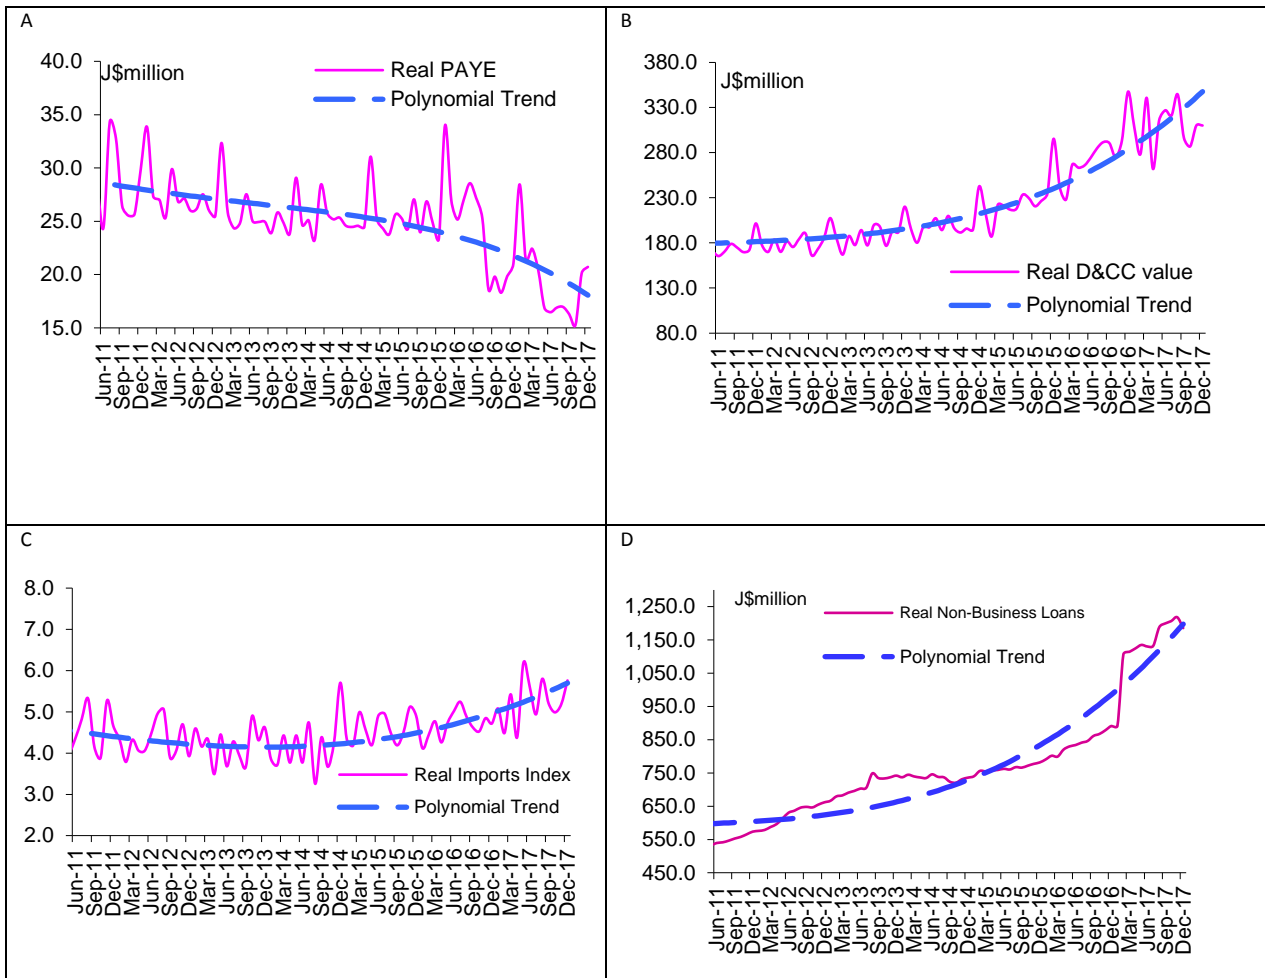 A
J$million
Real PAYE
Polynomial Trend
40.0
35.0
30.0
25.0
20.0
15.0
Jun-11
Sep-11
Dec-11
Mar-12
Jun-12
Sep-12
Dec-12
Mar-13
Jun-13
Sep-13
Dec-13
Mar-14
Jun-14
Sep-14
Dec-14
Mar-15
Jun-15
Sep-15
Dec-15
Mar-16
Jun-16
Sep-16
Dec-16
Mar-17
Jun-17
Sep-17
Dec-17
B
J$million
380.0
330.0
280.0
230.0
180.0
130.0
80.0
Real D&CC value
Polynomial Trend
Jun-11
Sep-11
Dec-11
Mar-12
Jun-12
Sep-12
Dec-12
Mar-13
Jun-13
Sep-13
Dec-13
Mar-14
Jun-14
Sep-14
Dec-14
Mar-15
Jun-15
Sep-15
Dec-15
Mar-16
Jun-16
Sep-16
Dec-16
Mar-17
Jun-17
Sep-17
Dec-17
C
8.0
7.0
6.0
5.0
4.0
3.0
2.0
Real Imports Index
Polynomial Trend
Jun-11
Sep-11
Dec-11
Mar-12
Jun-12
Sep-12
Dec-12
Mar-13
Jun-13
Sep-13
Dec-13
Mar-14
Jun-14
Sep-14
Dec-14
Mar-15
Jun-15
Sep-15
Dec-15
Mar-16
Jun-16
Sep-16
Dec-16
Mar-17
Jun-17
Sep-17
Dec-17
D
J$million
Real Non-Business Loans
Polynomial Trend
1,250.0
1,150.0
1,050.0
950.0
850.0
750.0
650.0
550.0
450.0
Jun-11
Sep-11
Dec-11
Mar-12
Jun-12
Sep-12
Dec-12
Mar-13
Jun-13
Sep-13
Dec-13
Mar-14
Jun-14
Sep-14
Dec-14
Mar-15
Jun-15
Sep-15
Dec-15
Mar-16
Jun-16
Sep-16
Dec-16
Mar-17
Jun-17
Sep-17
Dec-17